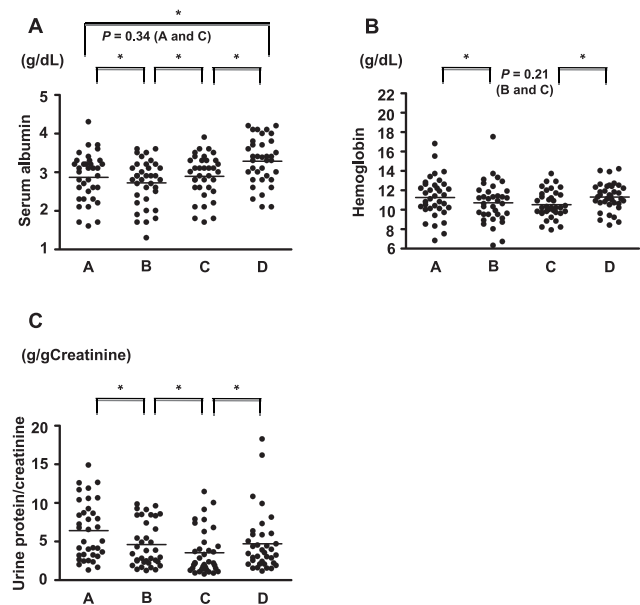 A
*
P = 0.34 (A and C)
(g/dL)
* * *
5
4
3
2
1
Serum albumin
A B C D
B
(g/dL)
* *
P = 0.21
(B and C)
22
20
18
16
14
12
10
8
6
Hemoglobin
A B C D
C
(g/gCreatinine)
* * *
20
15
10
5
0
Urine protein/creatinine
A B C D